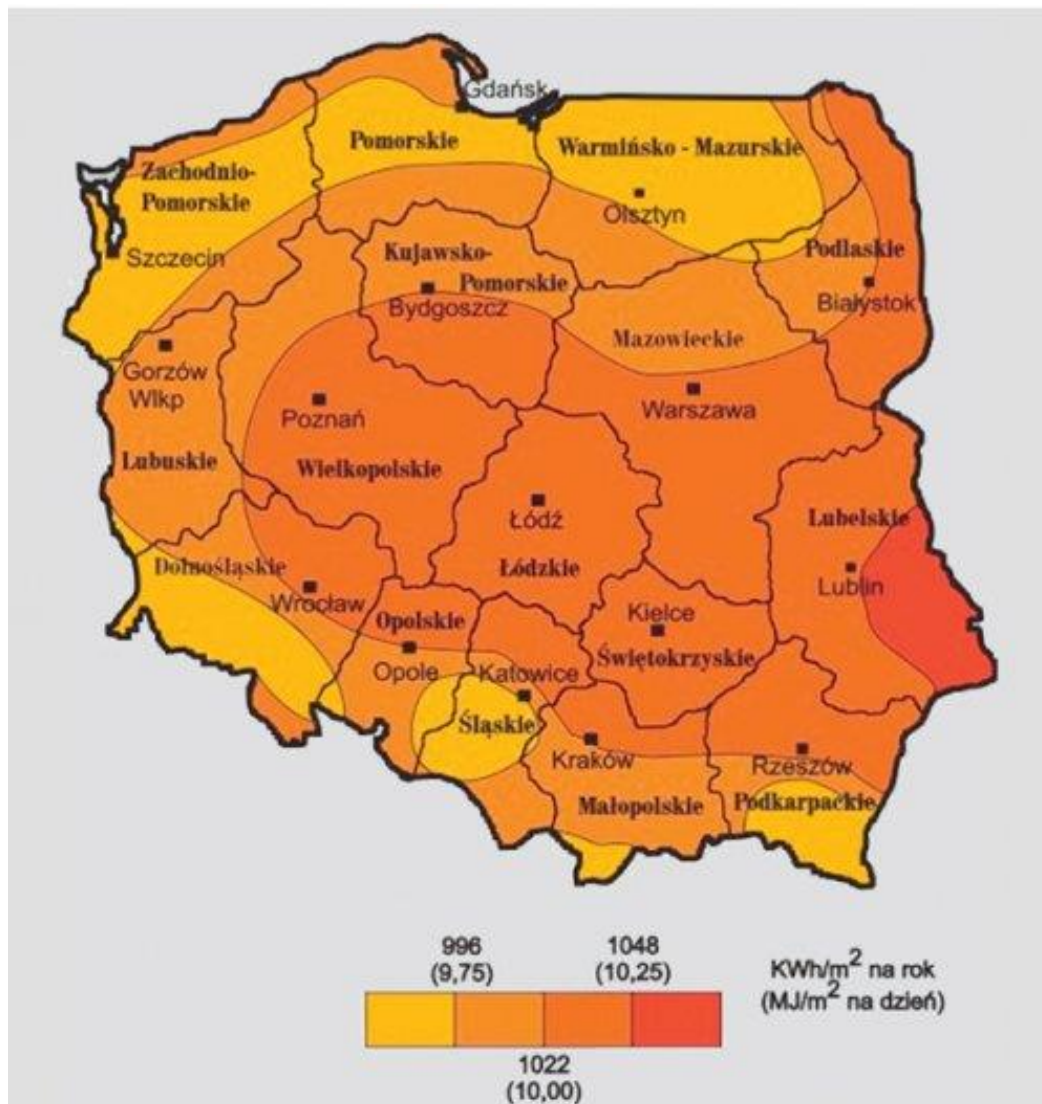 Gdańsk
Pomorskie
Warmińsko - Mazurskie
Zachodnio-
Pomorskie
Olsztyn
Szczecin
Kujawsko-
Pomorskie
Podlaskie
Bydgoszcz
Białystok
Mazowieckie
Gorzów
Wlkp
Poznań
Warszawa
Lubuskie
Wielkopolskie
Łódź
Lubelskie
Dolnośląskie
Łódzkie
Lublin
Wrocław
Opolskie
Kielce
Świętokrzyskie
Opole
Katowice
Śląskie
Kraków
Rzeszów
Małopolskie
Podkarpackie
996
(9,75)
1048
(10,25)
KWh/m² na rok
(MJ/m² na dzień)
1022
(10,00)